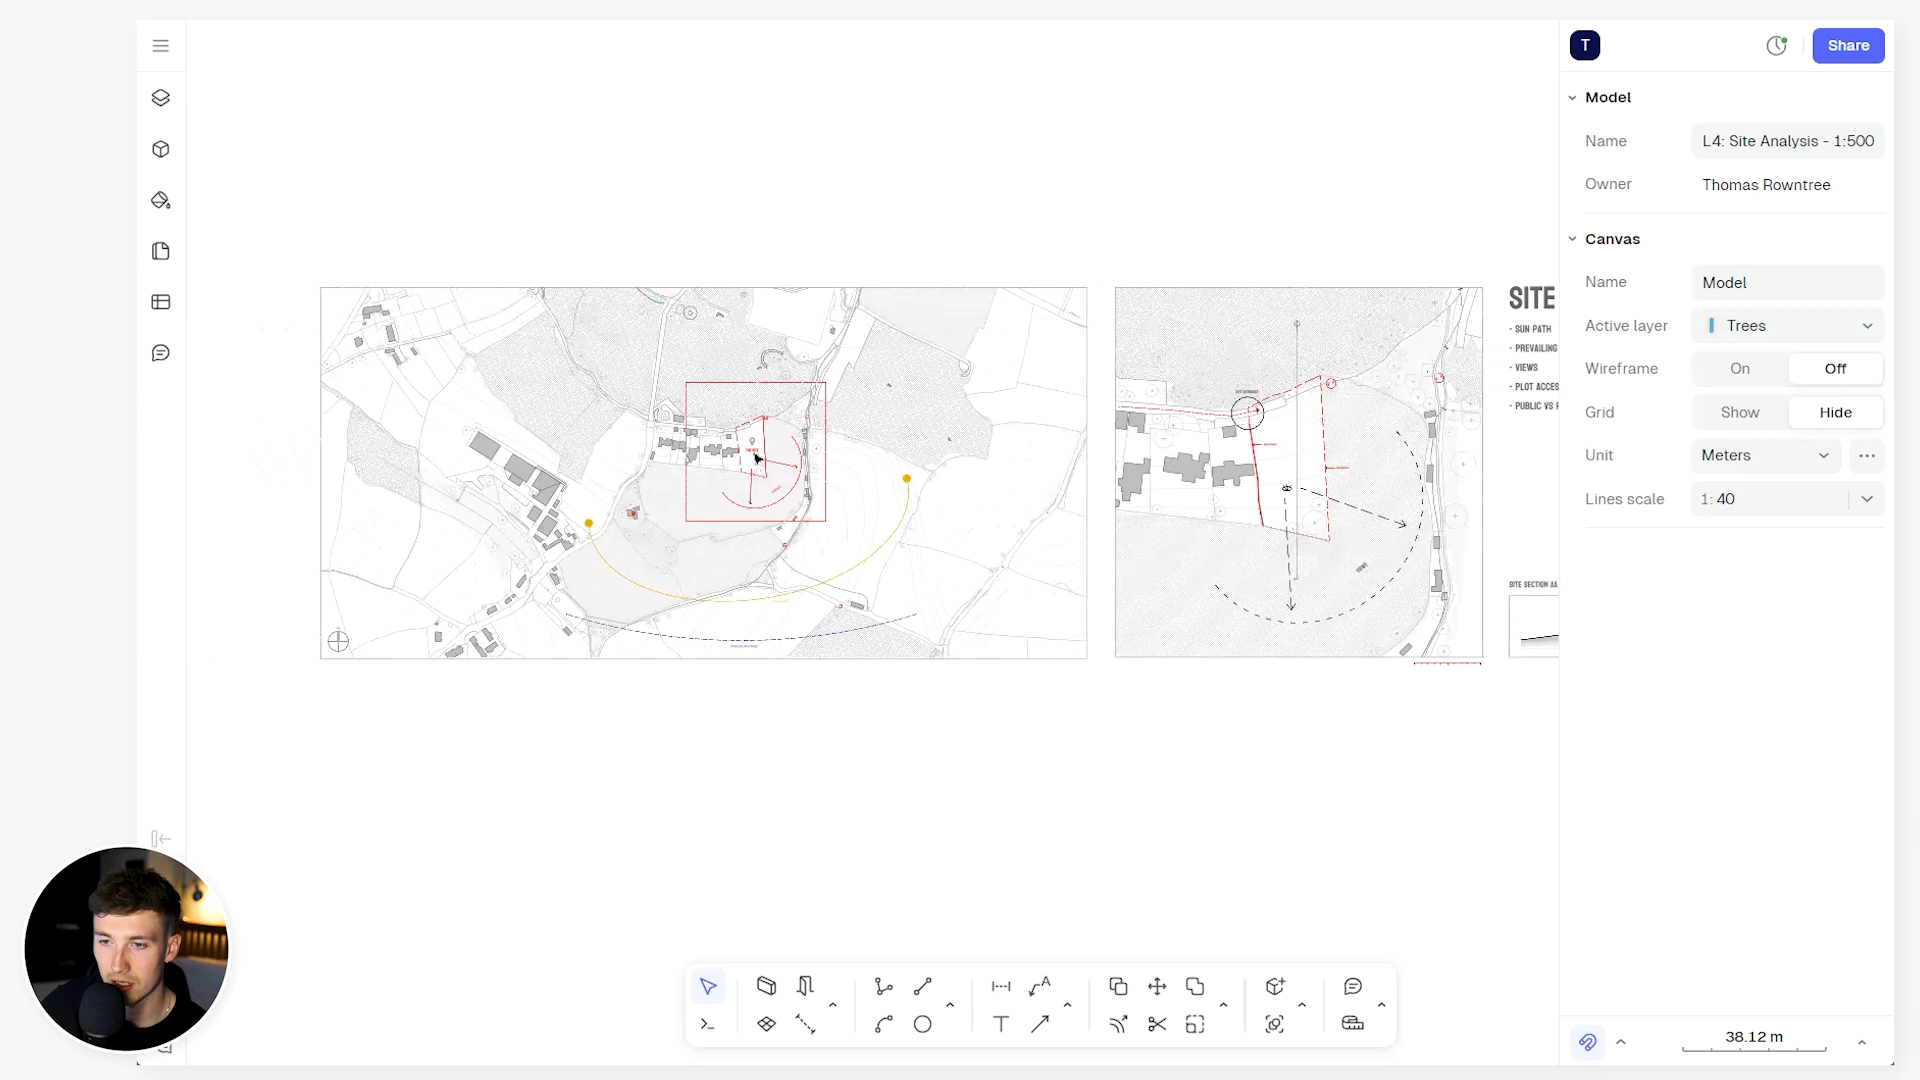 T
Share
Model
Name
L4: Site Analysis - 1:500
Owner
Thomas Rowntree
Canvas
Name
Model
Active layer
Trees
Wireframe
On
Off
Grid
Show
Hide
Unit
Meters
Lines scale
1: 40
SITE
· SUN PATH
· PREVAILING
· VIEWS
· PLOT ACCES
· PUBLIC VS
SITE SECTION AA
VIEWS
38.12 m